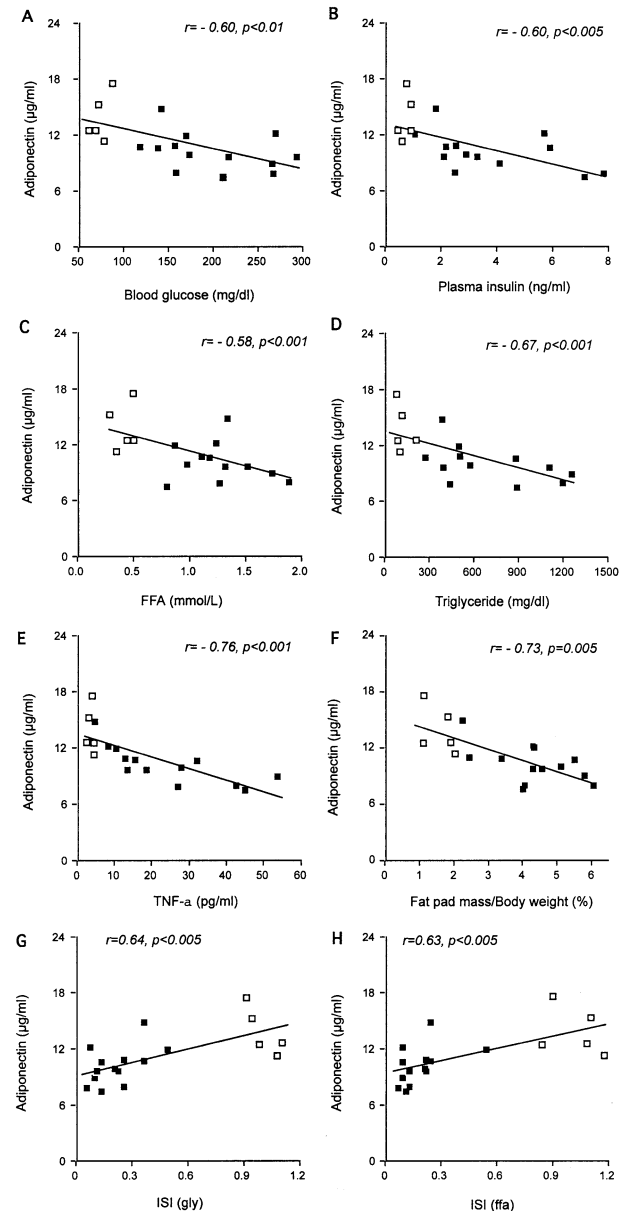 A
r= - 0.60, p<0.01
24
18
12
6
0
Adiponectin (µg/ml)
50 100 150 200 250 300
Blood glucose (mg/dl)
B
r= - 0.60, p<0.005
24
18
12
6
0
Adiponectin (µg/ml)
0 2 4 6 8
Plasma insulin (ng/ml)
C
r= - 0.58, p<0.001
24
18
12
6
0
Adiponectin (µg/ml)
0.0 0.5 1.0 1.5 2.0
FFA (mmol/L)
D
r= - 0.67, p<0.001
24
18
12
6
0
Adiponectin (µg/ml)
0 300 600 900 1200 1500
Triglyceride (mg/dl)
E
r= - 0.76, p<0.001
24
18
12
6
0
Adiponectin (µg/ml)
0 10 20 30 40 50 60
TNF-a (pg/ml)
F
r= - 0.73, p=0.005
24
18
12
6
0
Adiponectin (µg/ml)
0 1 2 3 4 5 6
Fat pad mass/Body weight (%)
G
r=0.64, p<0.005
24
18
12
6
0
Adiponectin (µg/ml)
0 0.3 0.6 0.9 1.2
ISI (gly)
H
r=0.63, p<0.005
24
18
12
6
0
Adiponectin (µg/ml)
0 0.3 0.6 0.9 1.2
ISI (ffa)